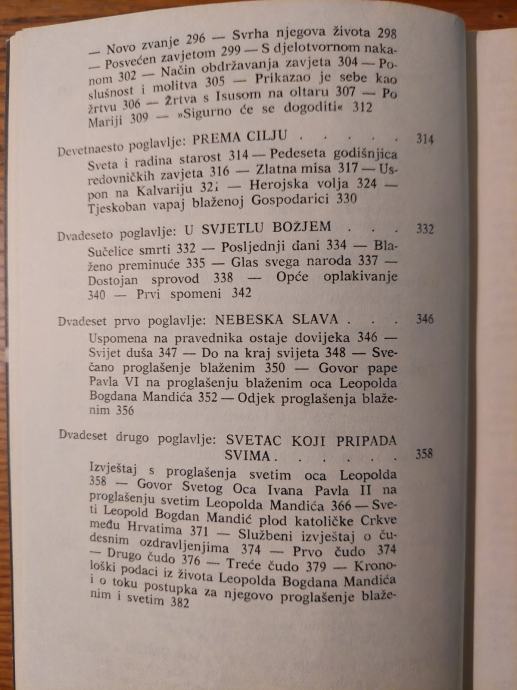 — Novo zvanje 296 — Svrha njegova života 298
— Posvećen zavjetom 299 — S djelotvornom naka-
nom 302 — Način obdržavanja zavjeta 304 — Po-
slušnost i molitva 305 — Prikazao je sebe kao
žrtvu 306 — Žrtva s Isusom na oltaru 307 — Po
Mariji 309 — »Sigurno će se dogoditi« 312
Devetnaesto poglavlje: PREMA CILJU . . . . . 314
Sveta i radina starost 314 — Pedeseta godišnjica
redovničkih zavjeta 316 — Zlatna misa 317 — Us-
pon na Kalvariju 321 — Herojska volja 324 —
Tjeskoban vapaj blaženoj Gospodarici 330
Dvadeseto poglavlje: U SVJETLU BOŽJEM . . . 332
Sučelice smrti 332 — Posljednji dani 334 — Bla-
ženo preminuće 335 — Glas svega naroda 337 —
Dostojan sprovod 338 — Opće oplakivanje
340 — Prvi spomeni 342
Dvadeset prvo poglavlje: NEBESKA SLAVA . . . 346
Uspomena na pravednika ostaje dovijeka 346 —
Svijet duša 347 — Do na kraj svijeta 348 — Sve-
čano proglašenje blaženim 350 — Govor pape
Pavla VI na proglašenju blaženim oca Leopolda
Bogdana Mandića 352 — Odjek proglašenja blaže-
nim 356
Dvadeset drugo poglavlje: SVETAC KOJI PRIPADA
SVIMA . . . . . . 358
Izvještaj s proglašenja svetim oca Leopolda
358 — Govor Svetog Oca Ivana Pavla II na
proglašenju svetim Leopolda Mandića 366 — Sve-
ti Leopold Bogdan Mandić plod katoličke Crkve
među Hrvatima 371 — Službeni izvještaj o ču-
desnim ozdravljenjima 374 — Prvo čudo 374
— Drugo čudo 376 — Treće čudo 379 — Krono-
loški podaci iz života Leopolda Bogdana Mandića
i o toku postupka za njegovo proglašenje blaže-
nim i svetim 382